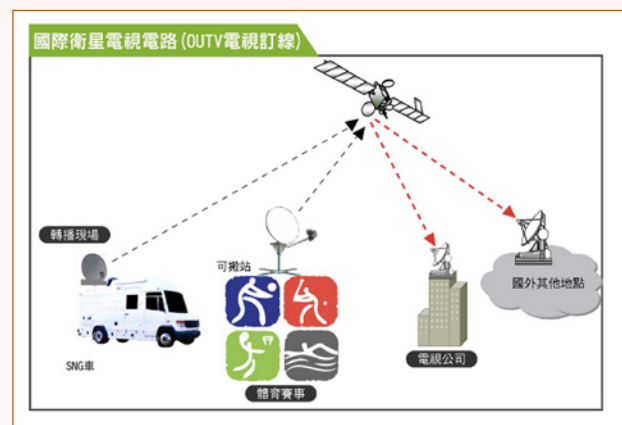 國際衛星電視電路(OUTV電視訂線)
轉播現場
可搬站
國外其他地點
SNG車
電視公司
體育賽事